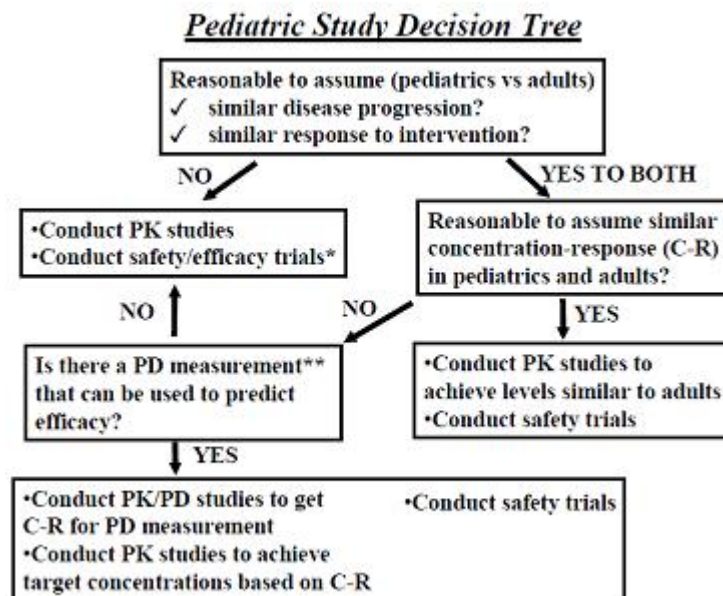 Pediatric Study Decision Tree
Reasonable to assume (pediatrics vs adults)
✓ similar disease progression?
✓ similar response to intervention?
NO
YES TO BOTH
•Conduct PK studies
•Conduct safety/efficacy trials*
Reasonable to assume similar
concentration-response (C-R)
in pediatrics and adults?
NO
NO
YES
Is there a PD measurement**
that can be used to predict
efficacy?
•Conduct PK studies to
achieve levels similar to adults
•Conduct safety trials
YES
•Conduct PK/PD studies to get
C-R for PD measurement
•Conduct PK studies to achieve
target concentrations based on C-R
•Conduct safety trials